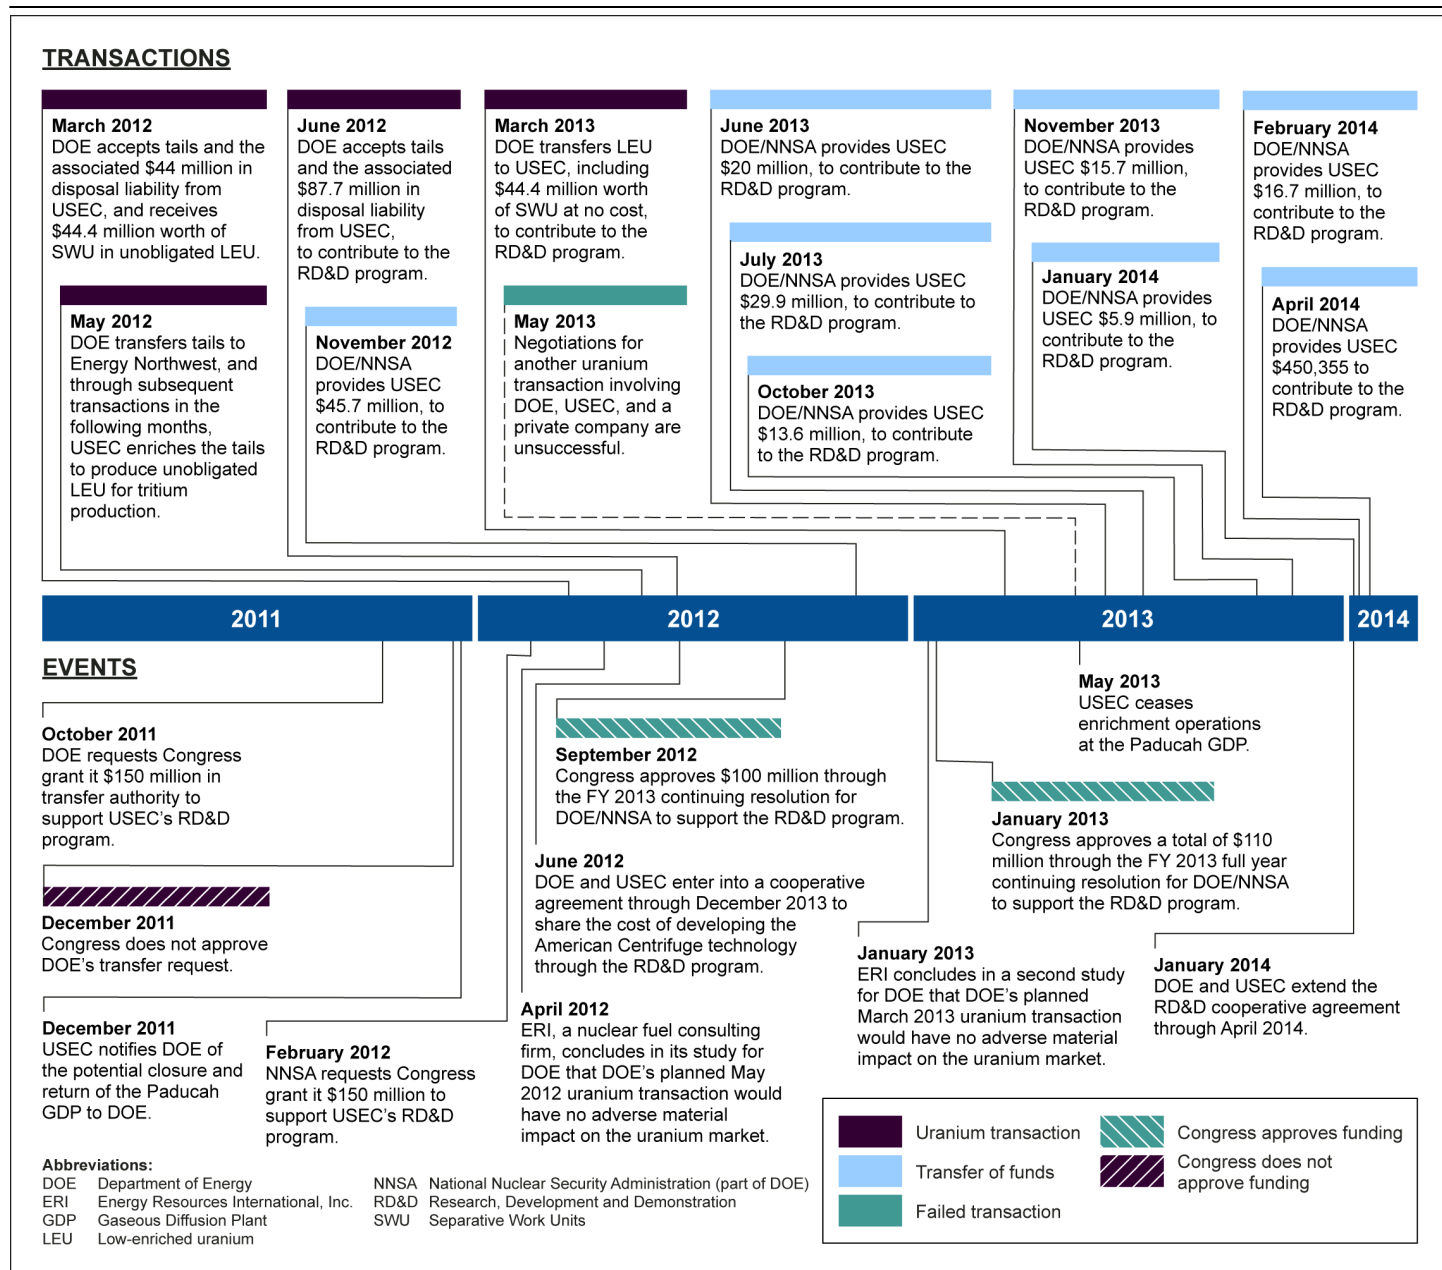 TRANSACTIONS
March 2012
DOE accepts tails and the
associated $44 million in
disposal liability from
USEC, and receives
$44.4 million worth of
SWU in unobligated LEU.
May 2012
DOE transfers tails to
Energy Northwest, and
through subsequent
transactions in the
following months,
USEC enriches the tails
to produce unobligated
LEU for tritium
production.
June 2012
DOE accepts tails
and the associated
$87.7 million in
disposal liability
from USEC,
to contribute to the
RD&D program.
November 2012
DOE/NNSA
provides USEC
$45.7 million, to
contribute to the
RD&D program.
March 2013
DOE transfers LEU
to USEC, including
$44.4 million worth
of SWU at no cost,
to contribute to the
RD&D program.
May 2013
Negotiations for
another uranium
transaction involving
DOE, USEC, and a
private company are
unsuccessful.
June 2013
DOE/NNSA provides USEC
$20 million, to contribute to the
RD&D program.
July 2013
DOE/NNSA provides USEC
$29.9 million, to contribute to
the RD&D program.
October 2013
DOE/NNSA provides USEC
$13.6 million, to contribute
to the RD&D program.
November 2013
DOE/NNSA provides
USEC $15.7 million,
to contribute to the
RD&D program.
January 2014
DOE/NNSA provides
USEC $5.9 million, to
contribute to the
RD&D program.
February 2014
DOE/NNSA
provides USEC
$16.7 million, to
contribute to the
RD&D program.
April 2014
DOE/NNSA
provides USEC
$450,355 to
contribute to the
RD&D program.
2011
2012
2013
2014
EVENTS
October 2011
DOE requests Congress
grant it $150 million in
transfer authority to
support USEC's RD&D
program.
December 2011
Congress does not approve
DOE's transfer request.
December 2011
USEC notifies DOE of
the potential closure and
return of the Paducah
GDP to DOE.
February 2012
NNSA requests Congress
grant it $150 million to
support USEC's RD&D
program.
September 2012
Congress approves $100 million through
the FY 2013 continuing resolution for
DOE/NNSA to support the RD&D program.
June 2012
DOE and USEC enter into a cooperative
agreement through December 2013 to
share the cost of developing the
American Centrifuge technology
through the RD&D program.
April 2012
ERI, a nuclear fuel consulting
firm, concludes in its study for
DOE that DOE's planned May
2012 uranium transaction would
have no adverse material
impact on the uranium market.
May 2013
USEC ceases
enrichment operations
at the Paducah GDP.
January 2013
Congress approves a total of $110
million through the FY 2013 full year
continuing resolution for DOE/NNSA
to support the RD&D program.
January 2013
ERI concludes in a second study
for DOE that DOE's planned
March 2013 uranium transaction
would have no adverse material
impact on the uranium market.
January 2014
DOE and USEC extend the
RD&D cooperative agreement
through April 2014.
Uranium transaction
Transfer of funds
Failed transaction
Congress approves funding
Congress does not
approve funding
Abbreviations:
DOE Department of Energy
ERI Energy Resources International, Inc.
GDP Gaseous Diffusion Plant
LEU Low-enriched uranium
NNSA National Nuclear Security Administration (part of DOE)
RD&D Research, Development and Demonstration
SWU Separative Work Units